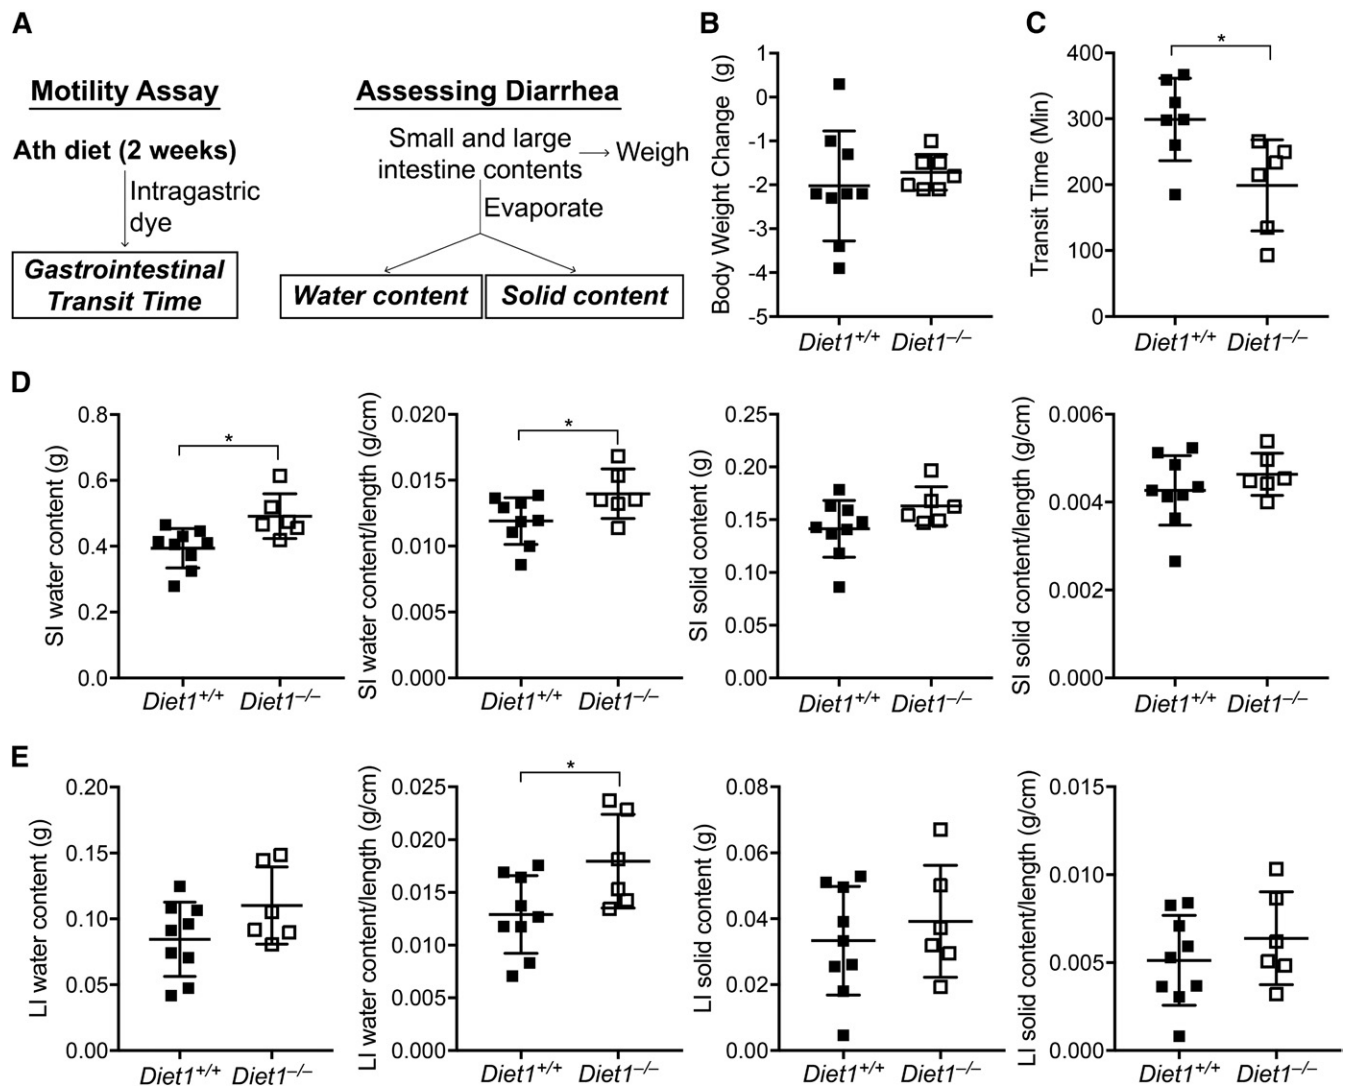 A
Motility Assay
Ath diet (2 weeks)
Intragastric
dye
Gastrointestinal
Transit Time
Assessing Diarrhea
Small and large
intestine contents
Weigh
Evaporate
Water content
Solid content
B
Body Weight Change (g)
1
0
-1
-2
-3
-4
-5
Diet1+/+
Diet1–/–
C
Transit Time (Min)
400
300
200
100
0
*
Diet1+/+
Diet1–/–
D
SI water content (g)
0.8
0.6
0.4
0.2
0.0
*
Diet1+/+
Diet1–/–
SI water content/length (g/cm)
0.020
0.015
0.010
0.005
0.000
*
Diet1+/+
Diet1–/–
SI solid content (g)
0.25
0.20
0.15
0.10
0.05
0.00
Diet1+/+
Diet1–/–
SI solid content/length (g/cm)
0.006
0.004
0.002
0.000
Diet1+/+
Diet1–/–
E
LI water content (g)
0.20
0.15
0.10
0.05
0.00
Diet1+/+
Diet1–/–
LI water content/length (g/cm)
0.025
0.020
0.015
0.010
0.005
0.000
*
Diet1+/+
Diet1–/–
LI solid content (g)
0.08
0.06
0.04
0.02
0.00
Diet1+/+
Diet1–/–
LI solid content/length (g/cm)
0.015
0.010
0.005
0.000
Diet1+/+
Diet1–/–